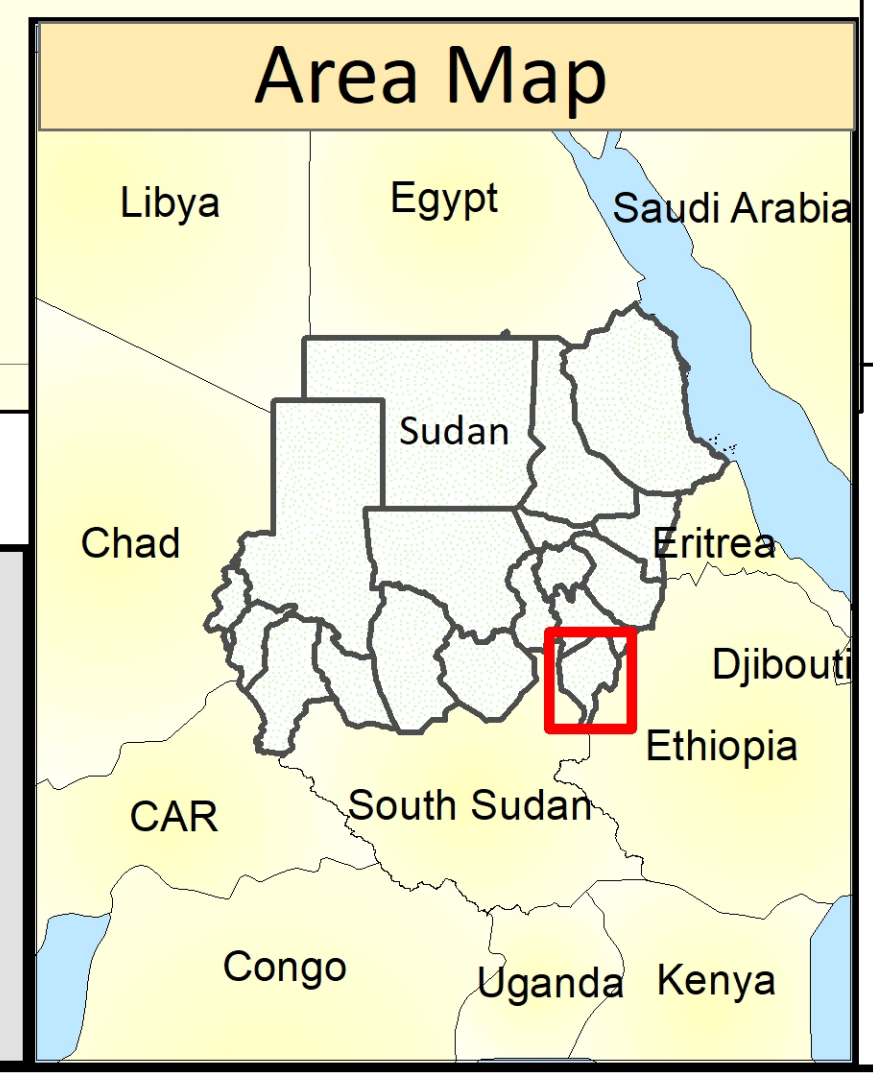 Area Map
Libya
Egypt
Saudi Arabia
Sudan
Chad
Eritrea
Djibouti
Ethiopia
CAR
South Sudan
Congo
Uganda
Kenya